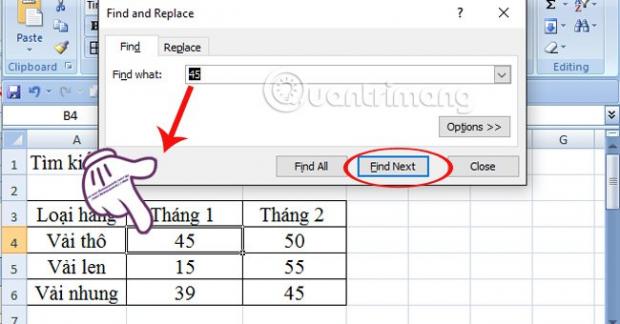 Find and Replace
Find
Replace
Find what:
45
Options >>
Find All
Find Next
Close
Quantrimang
Paste
Clipboard
Editing
B4
A
G
1
Tìm ki
2
3
Loại hàng
Tháng 1
Tháng 2
4
Vải thô
45
50
5
Vải len
15
55
6
Vải nhung
39
45
7